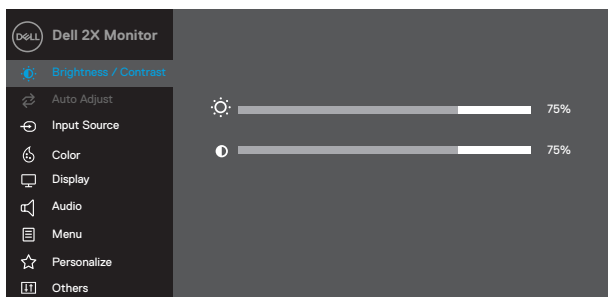 DELL Dell 2X Monitor
Brightness / Contrast
Auto Adjust
75%
Input Source
Color
75%
Display
Audio
Menu
Personalize
Others